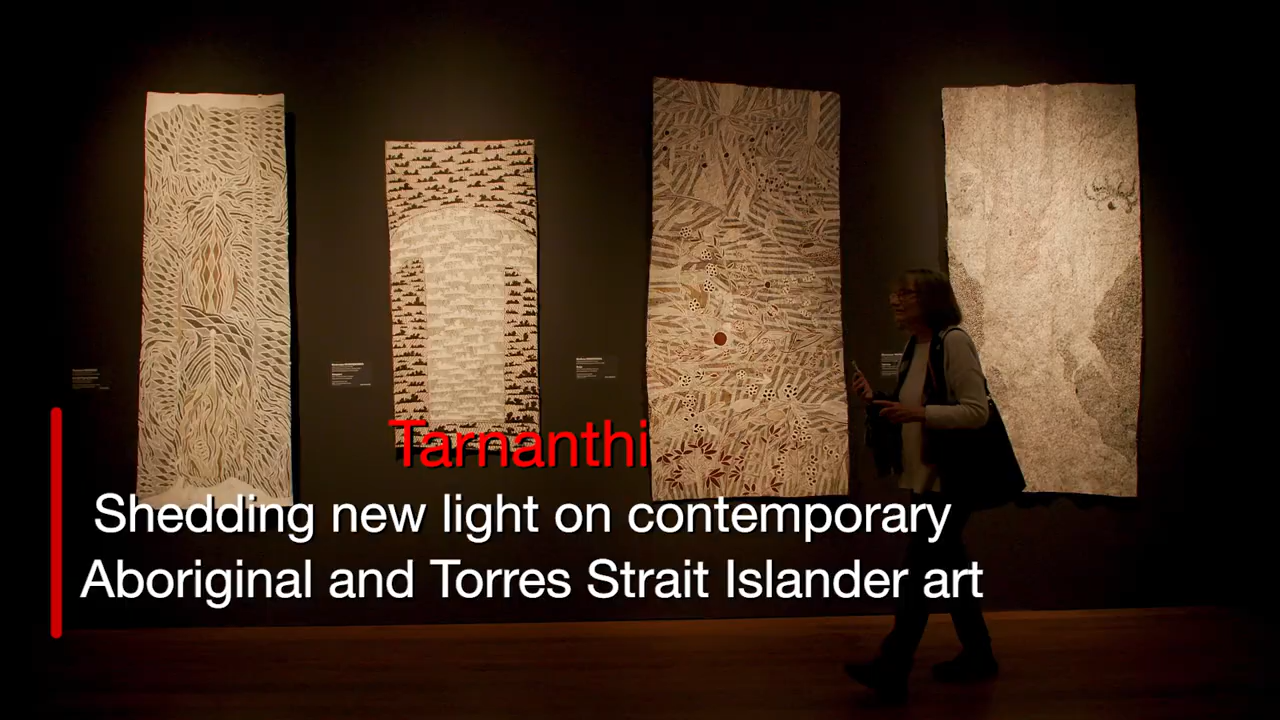 Tarnanthi
Shedding new light on contemporary
Aboriginal and Torres Strait Islander art